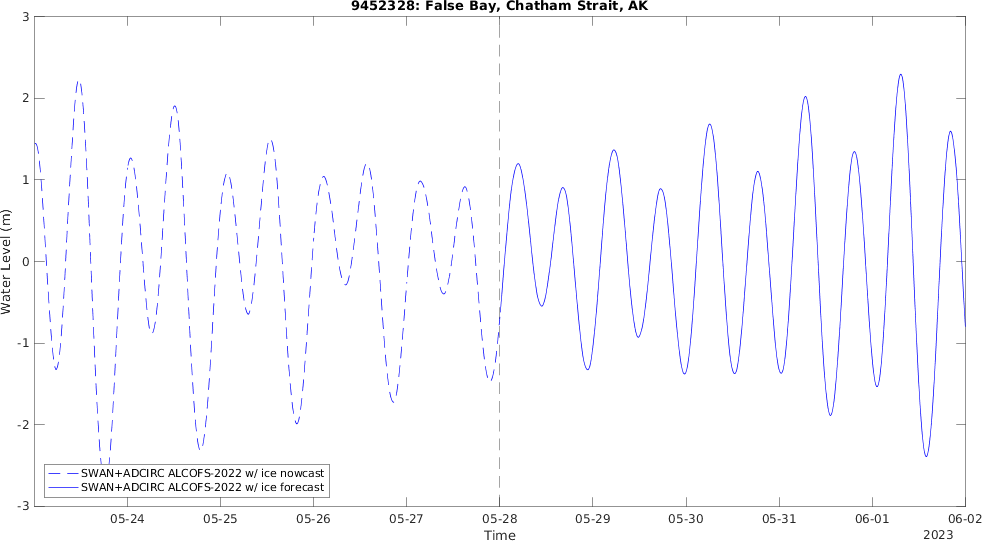 9452328: False Bay, Chatham Strait, AK
3
2
1
0
-1
-2
-3
Water Level (m)
SWAN+ADCIRC ALCOFS-2022 w/ ice nowcast
SWAN+ADCIRC ALCOFS-2022 w/ ice forecast
05-24 05-25 05-26 05-27 05-28 05-29 05-30 05-31 06-01 06-02
Time
2023